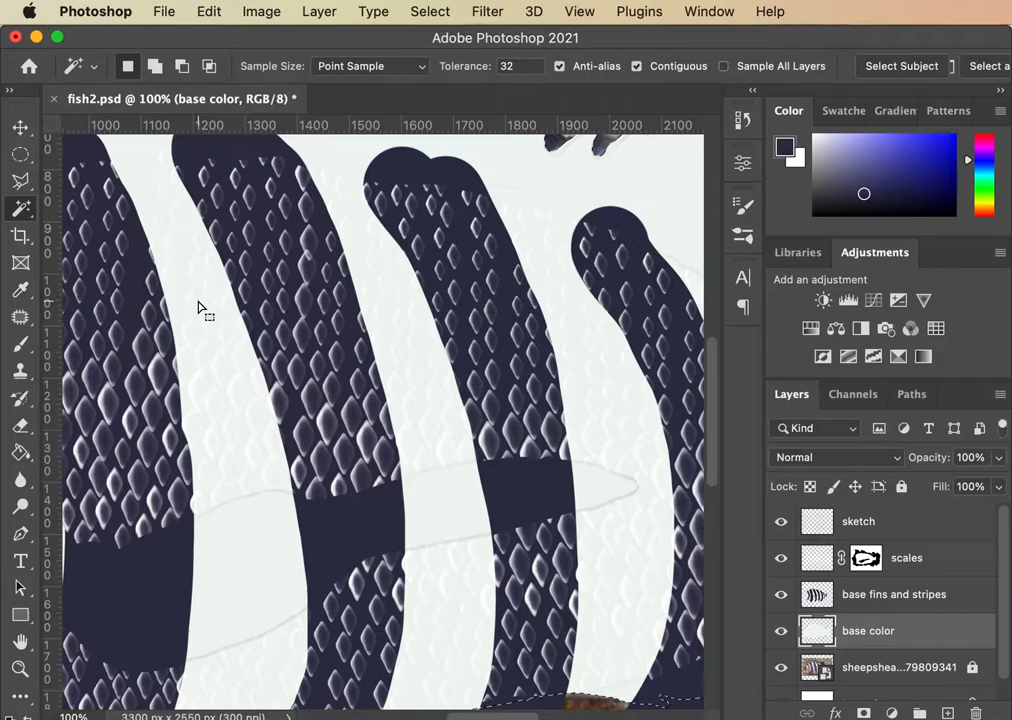 Photoshop File Edit Image Layer Type Select Filter 3D View Plugins Window Help
Adobe Photoshop 2021
Sample Size: Point Sample Tolerance: 32 Anti-alias Contiguous Sample All Layers Select Subject Select a
fish2.psd @ 100% (base color, RGB/8) *
1000 1100 1200 1300 1400 1500 1600 1700 1800 1900 2000 2100
Color Swatche Gradien Patterns
Libraries Adjustments
Add an adjustment
Layers Channels Paths
Kind
Normal Opacity: 100%
Lock: Fill: 100%
sketch
scales
base fins and stripes
base color
sheepshea...79809341
100% 3300 px x 2550 px (300 ppi)